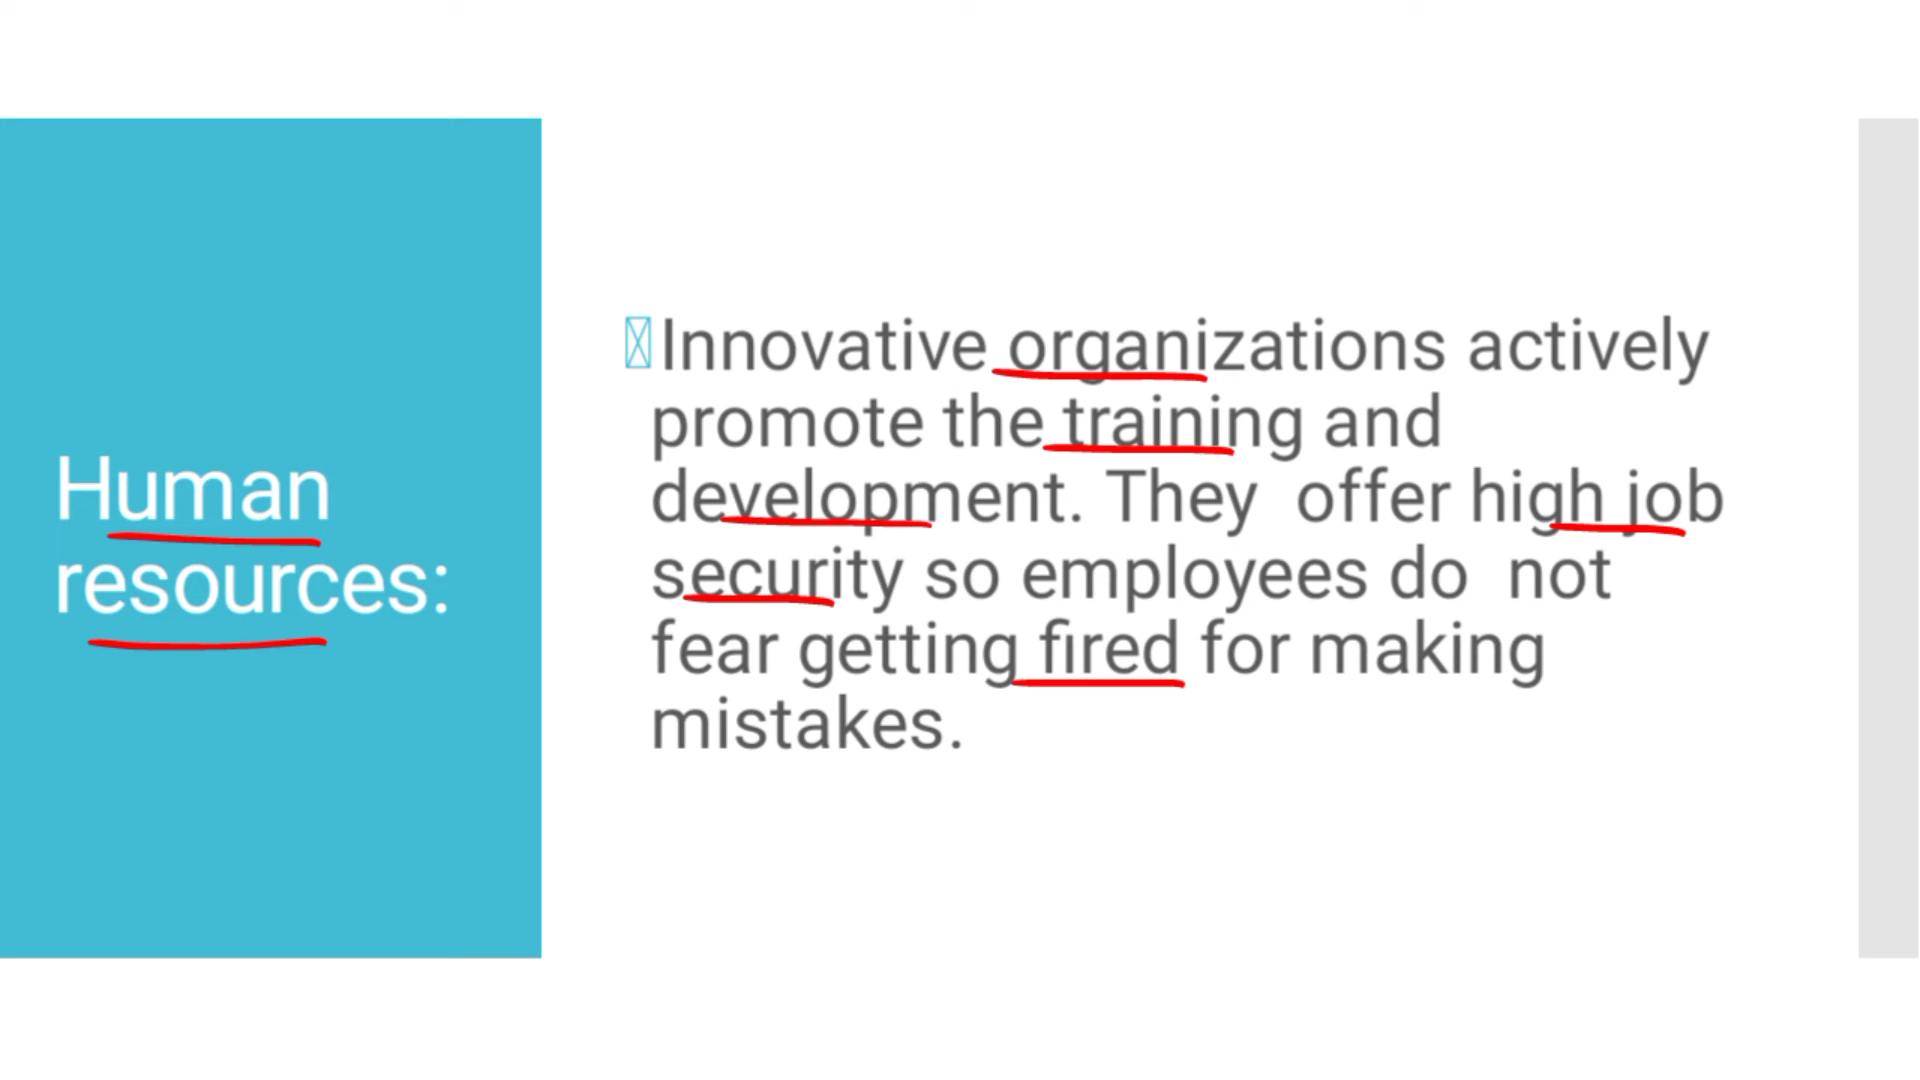 Human
resources:
Innovative organizations actively
promote the training and
development. They  offer high job
security so employees do  not
fear getting fired for making
mistakes.